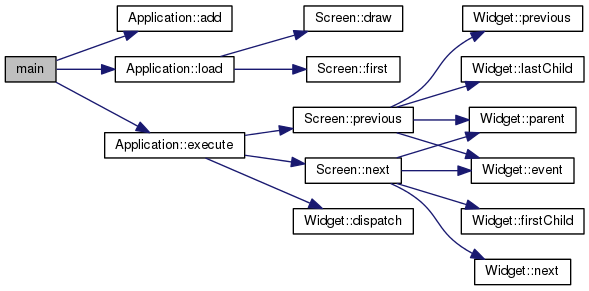 main
Application::add
Application::load
Application::execute
Screen::draw
Screen::first
Screen::previous
Screen::next
Widget::dispatch
Widget::previous
Widget::lastChild
Widget::parent
Widget::event
Widget::firstChild
Widget::next